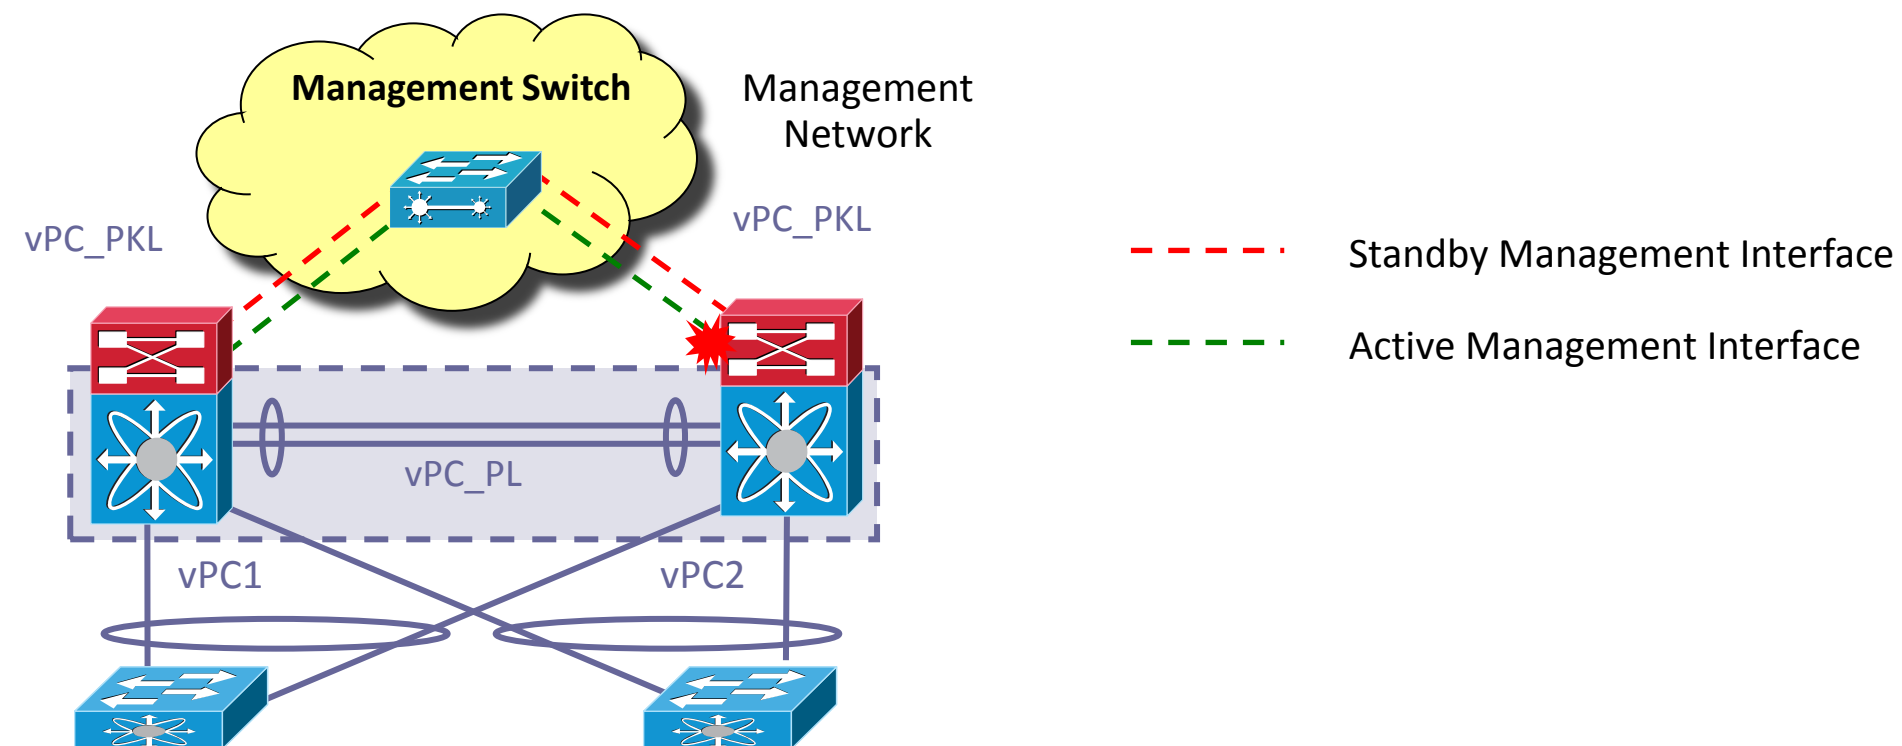 Management Switch
Management
Network
vPC_PKL
vPC_PKL
Standby Management Interface
Active Management Interface
vPC_PL
vPC1
vPC2